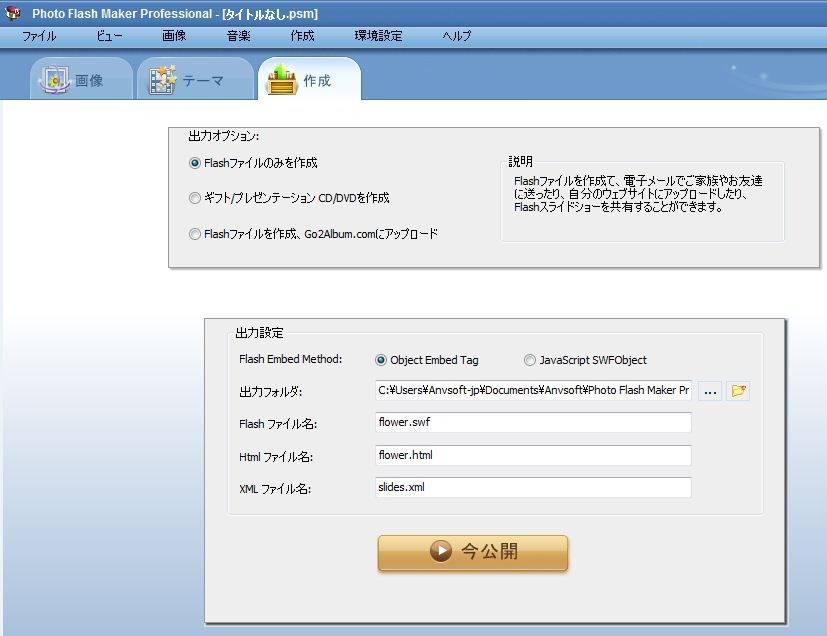 Photo Flash Maker Professional - [タイトルなし.psm]
ファイル ビュー 画像 音楽 作成 環境設定 ヘルプ
画像 テーマ 作成
出力オプション:
Flashファイルのみを作成
ギフト/プレゼンテーション CD/DVDを作成
Flashファイルを作成、Go2Album.comにアップロード
説明
Flashファイルを作成て、電子メールでご家族やお友達
に送ったり、自分のウェブサイトにアップロードしたり、
Flashスライドショーを共有することができます。
出力設定
Flash Embed Method: Object Embed Tag JavaScript SWFObject
出力フォルダ: C:¥Users¥Anvsoft-jp¥Documents¥Anvsoft¥Photo Flash Maker Pr ...
Flash ファイル名: flower.swf
Html ファイル名: flower.html
XML ファイル名: slides.xml
今公開